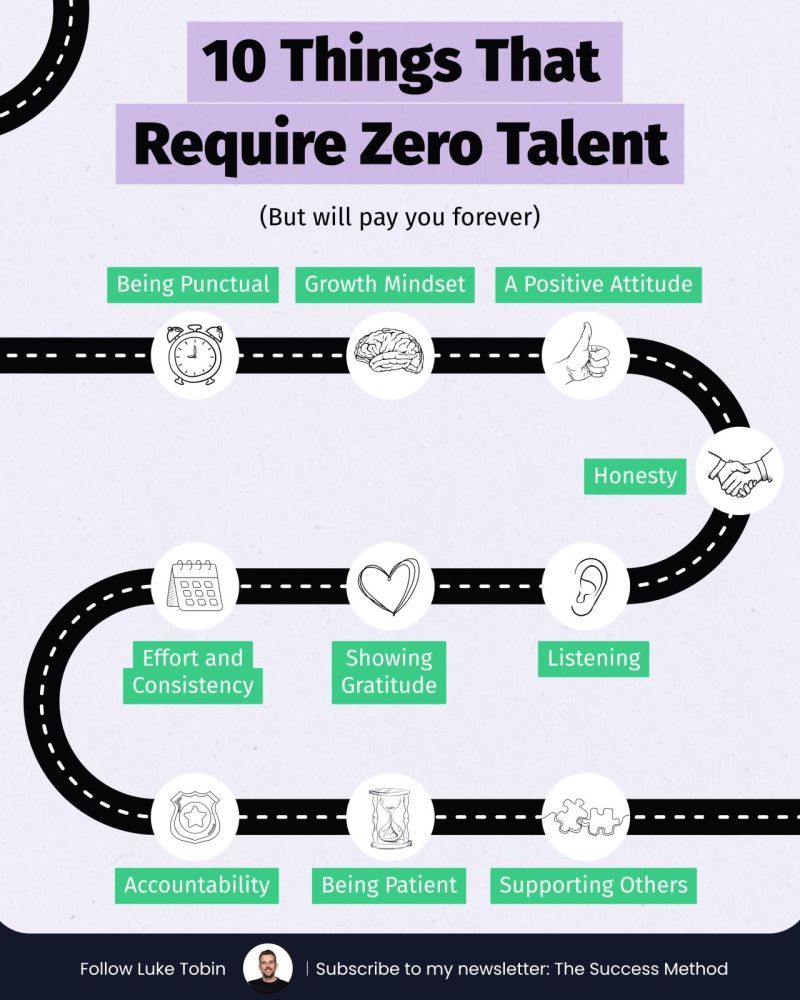 10 Things That
Require Zero Talent
(But will pay you forever)
Being Punctual
Growth Mindset
A Positive Attitude
Honesty
Listening
Showing
Gratitude
Effort and
Consistency
Accountability
Being Patient
Supporting Others
Follow Luke Tobin | Subscribe to my newsletter: The Success Method